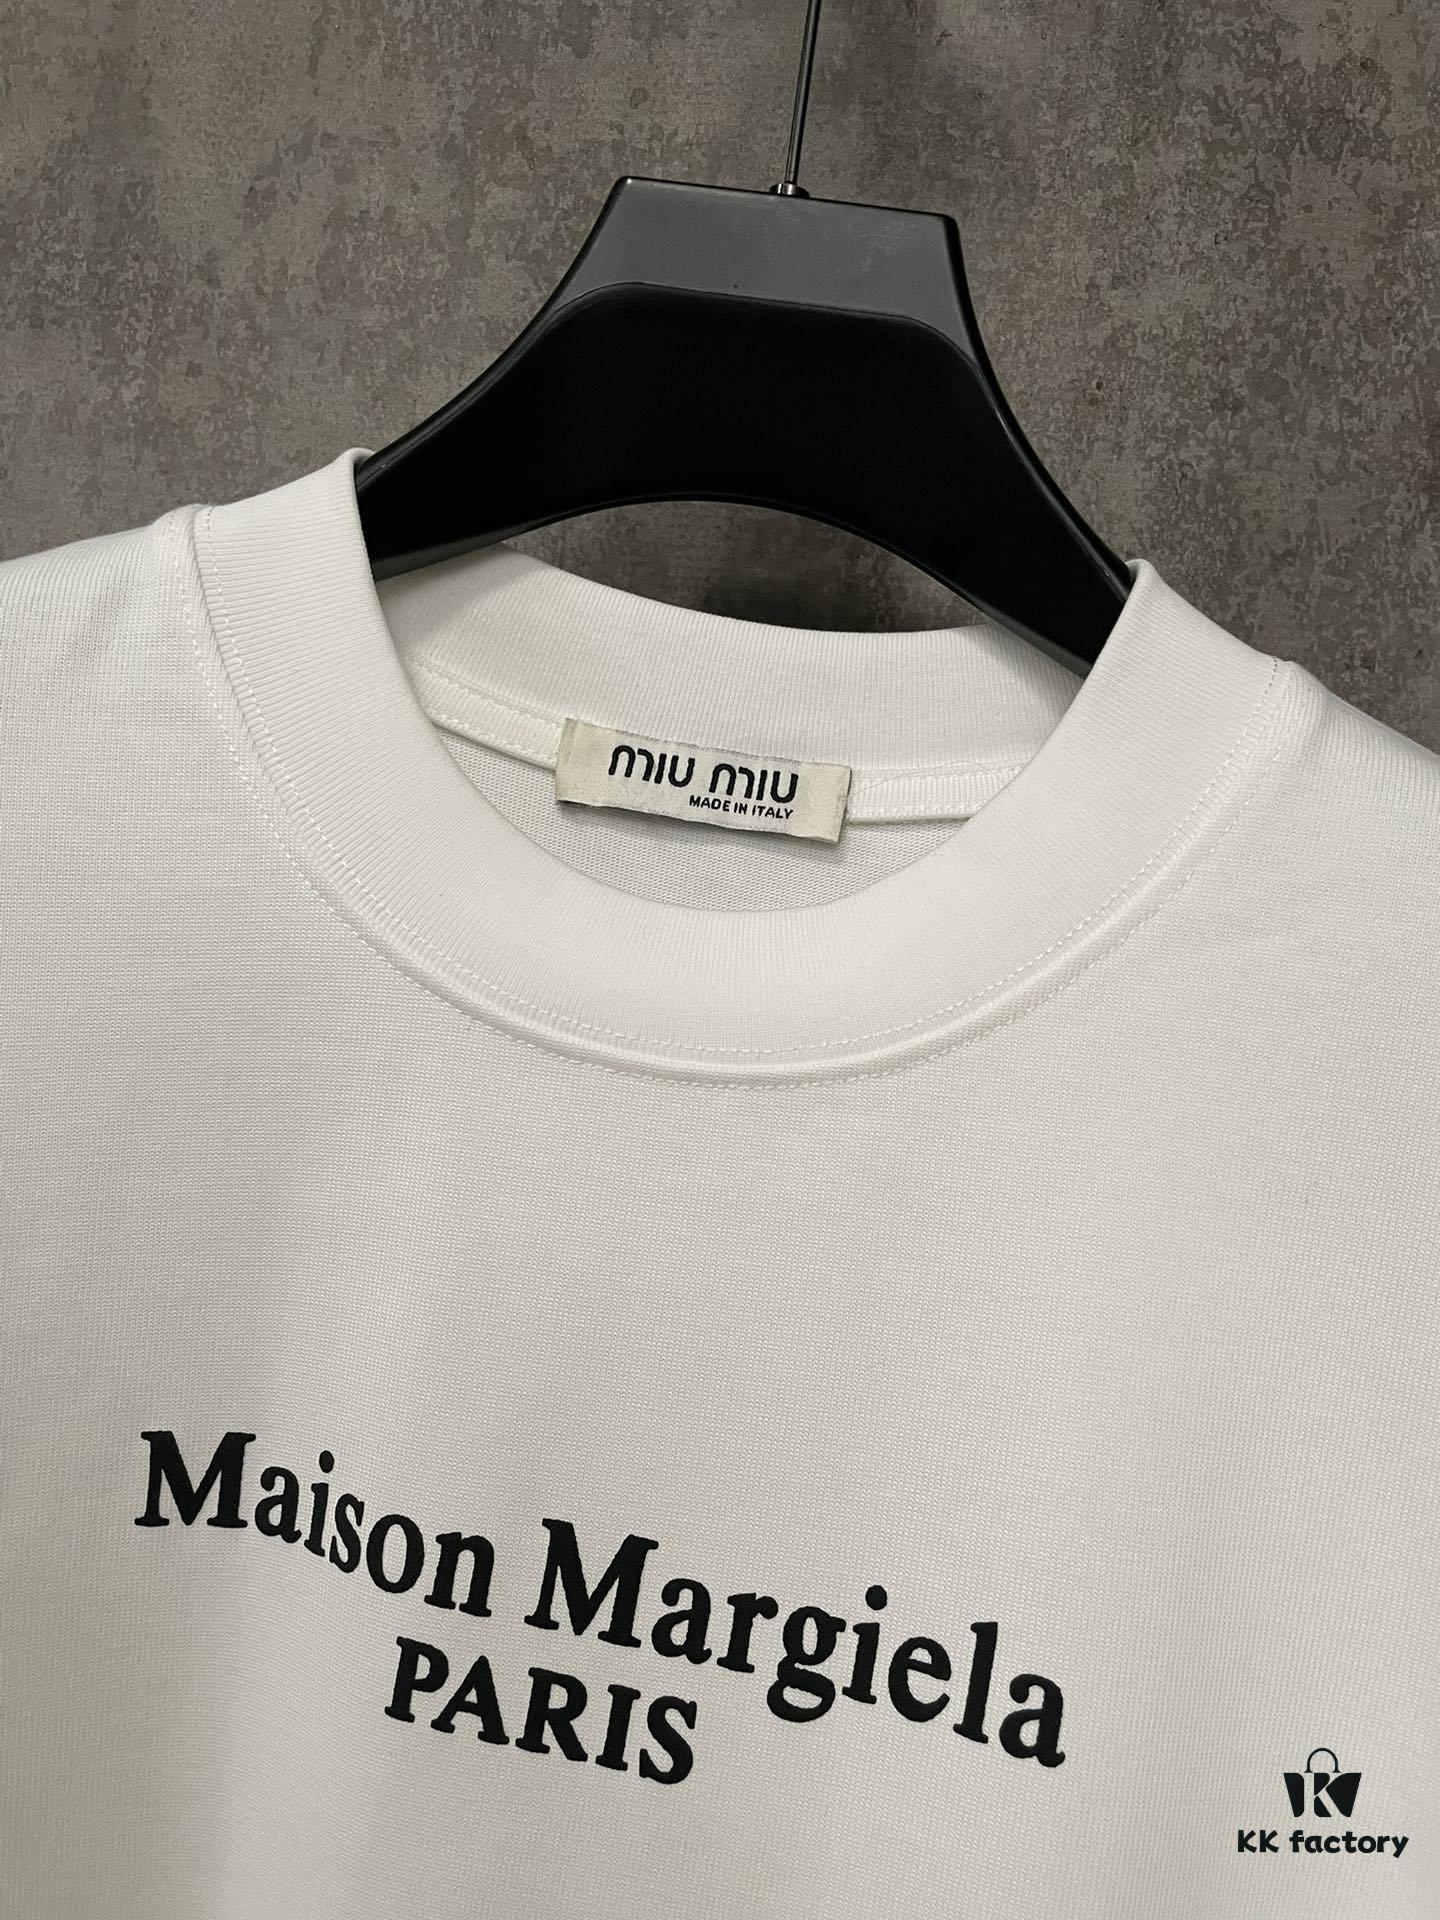 miu miu
MADE IN ITALY
Maison Margiela
PARIS
KK factory